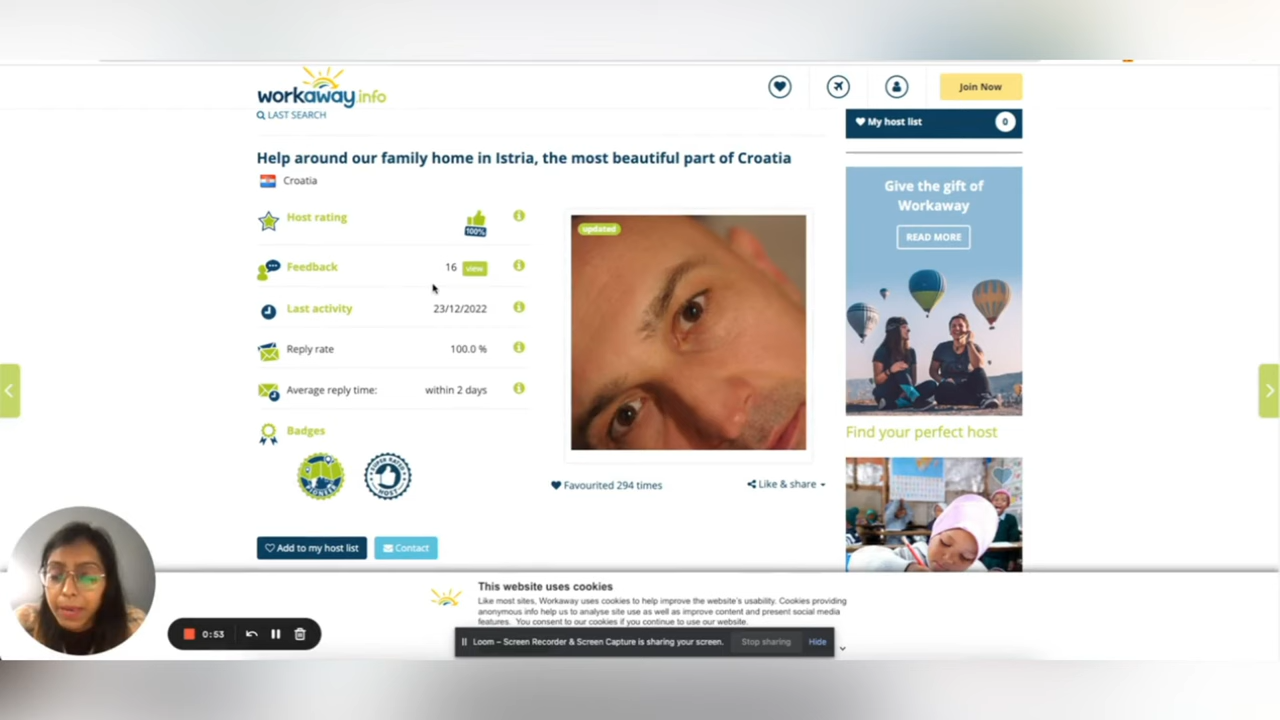 workaway.info
LAST SEARCH
Join Now
My host list 0
Help around our family home in Istria, the most beautiful part of Croatia
Croatia
Host rating 100%
Feedback 16 view
Last activity 23/12/2022
Reply rate 100.0 %
Average reply time: within 2 days
Badges
PIONEER
SUPER RATED HOST
updated
Favourited 294 times
Like & share
Add to my host list
Contact
Give the gift of
Workaway
READ MORE
Find your perfect host
This website uses cookies
Like most sites, Workaway uses cookies to help improve the website's usability. Cookies providing
anonymous info help us to analyse site use as well as improve content and present social media
features. You consent to our cookies if you continue to use our website.
0:53
Loom – Screen Recorder & Screen Capture is sharing your screen.
Stop sharing
Hide